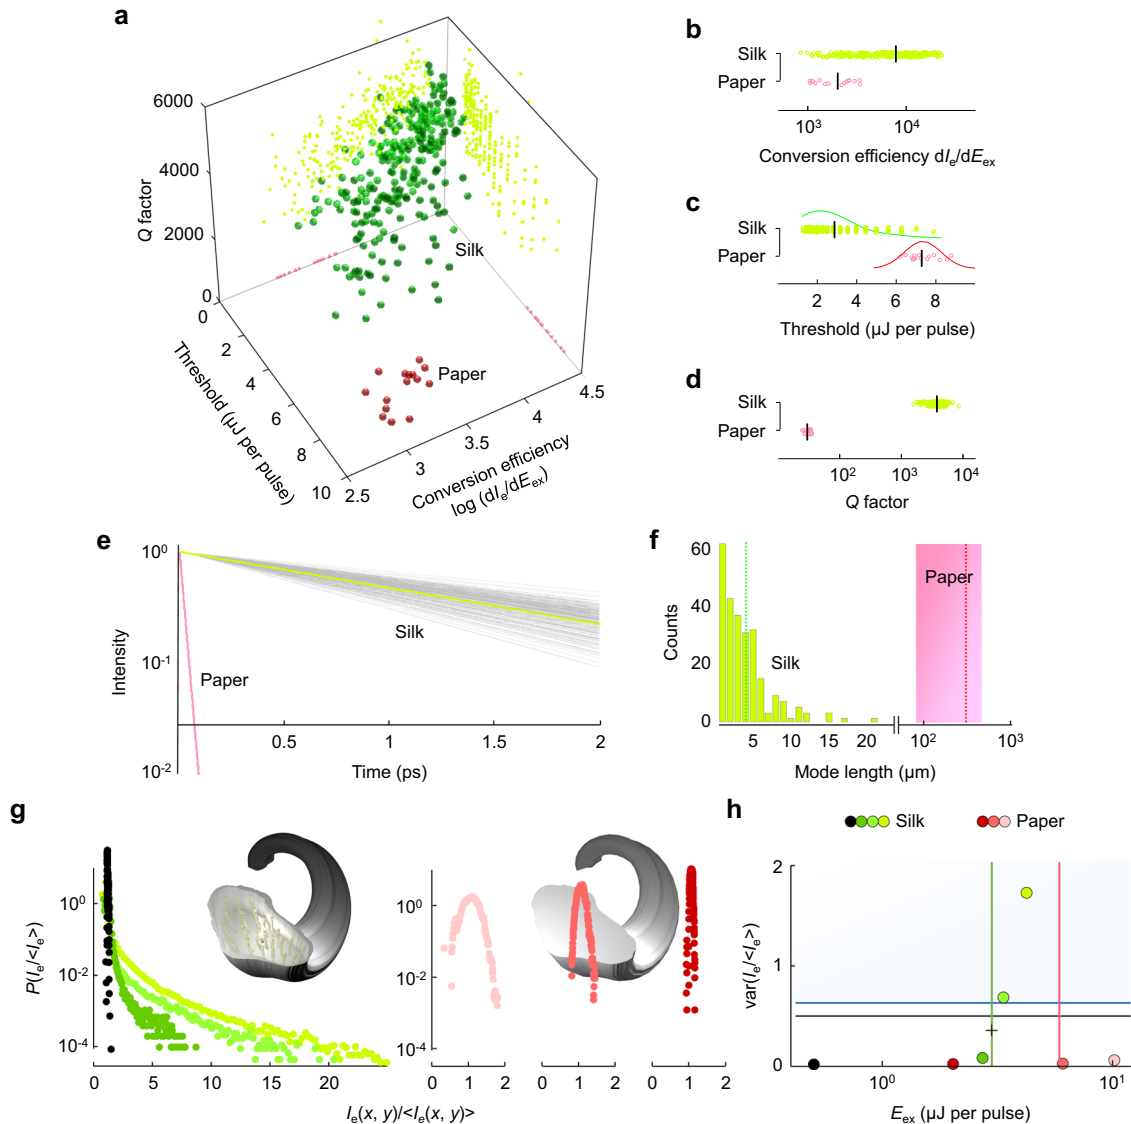 a
6000
4000
2000
0
Q factor
0
2
4
6
8
10
Threshold (µJ per pulse)
2.5
3
3.5
4
4.5
Conversion efficiency
log (dIₑ/dEₑₓ)
Silk
Paper
b
Silk
Paper
10³
10⁴
Conversion efficiency dIₑ/dEₑₓ
c
Silk
Paper
2
4
6
8
Threshold (µJ per pulse)
d
Silk
Paper
10²
10³
10⁴
Q factor
e
10⁰
10⁻¹
10⁻²
Intensity
Silk
Paper
0.5
1
1.5
2
Time (ps)
f
60
40
20
0
Counts
Silk
Paper
5
10
15
20
10²
10³
Mode length (µm)
g
10⁰
10⁻²
10⁻⁴
P(Iₑ/<Iₑ>)
0
5
10
15
20
10⁰
10⁻²
10⁻⁴
0
1
2
0
1
2
0
1
2
Iₑ(x, y)/<Iₑ(x, y)>
h
Silk
Paper
2
1
0
var(Iₑ/<Iₑ>)
10⁰
10¹
Eₑₓ (µJ per pulse)